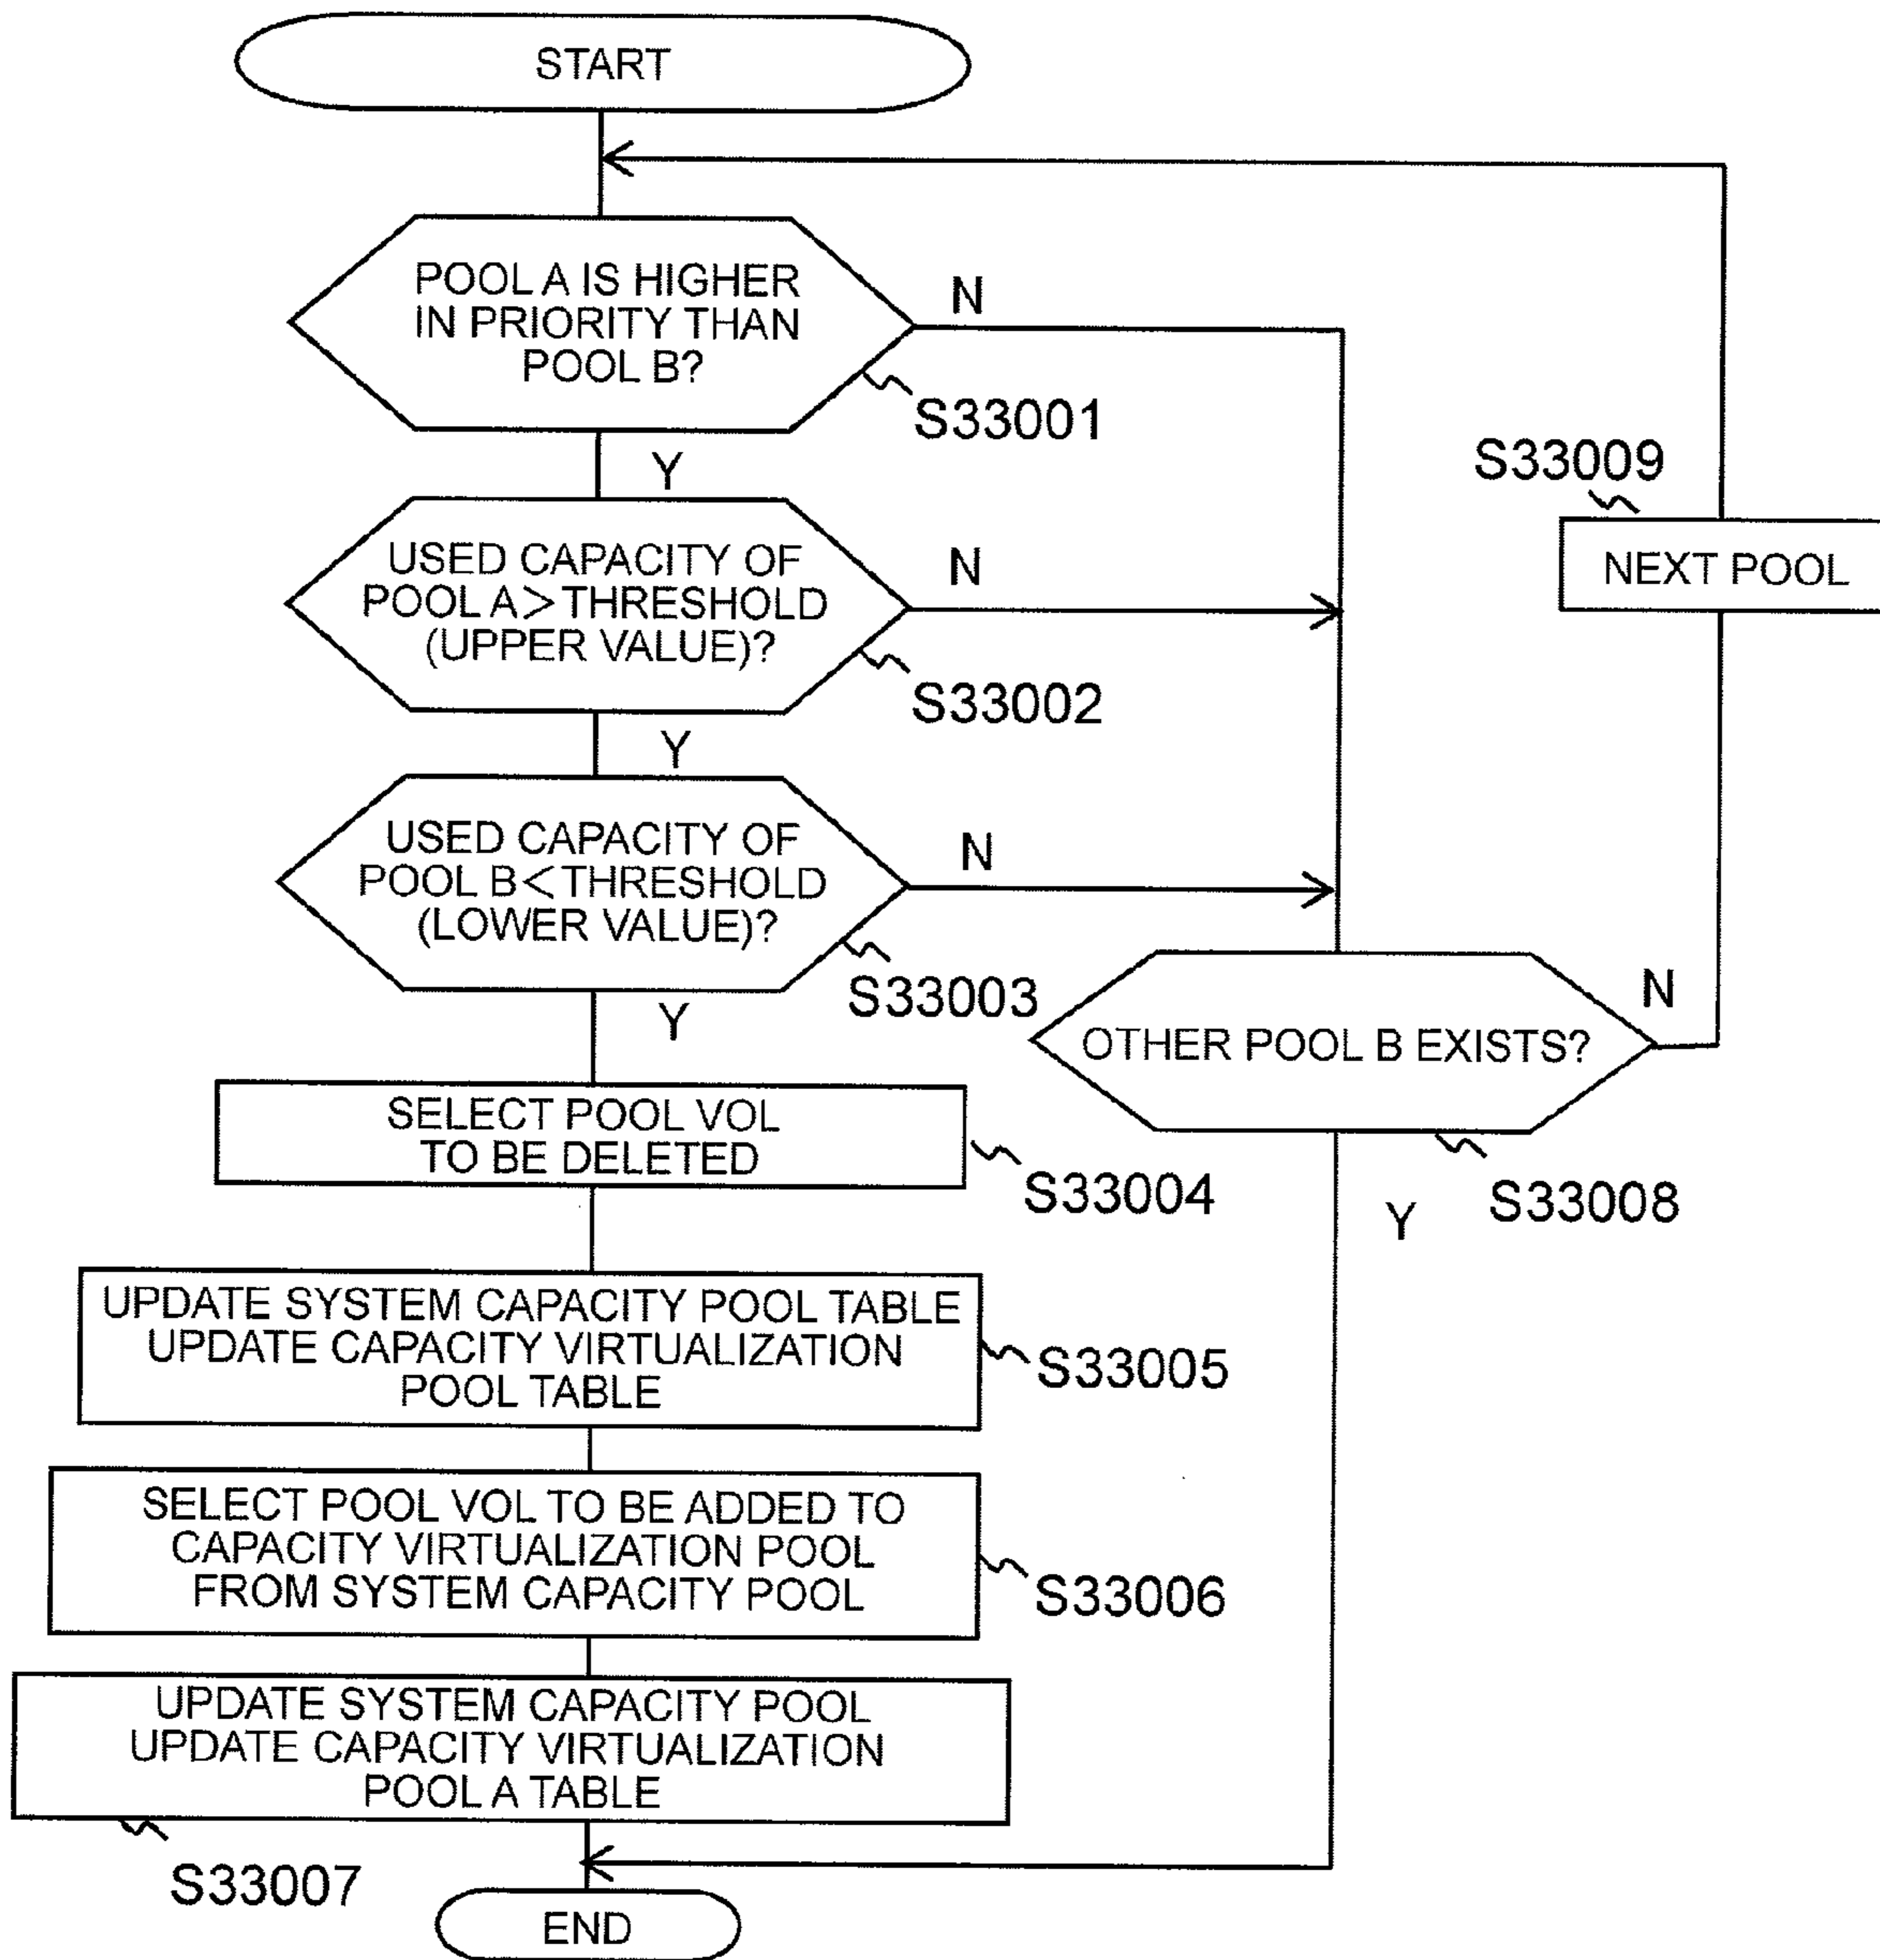 START
POOL A IS HIGHER
IN PRIORITY THAN
POOL B?
N
S33001
Y
S33009
NEXT POOL
USED CAPACITY OF
POOL A>THRESHOLD
(UPPER VALUE)?
N
S33002
Y
USED CAPACITY OF
POOL B<THRESHOLD
(LOWER VALUE)?
N
S33003
Y
OTHER POOL B EXISTS?
N
S33008
Y
SELECT POOL VOL
TO BE DELETED
S33004
UPDATE SYSTEM CAPACITY POOL TABLE
UPDATE CAPACITY VIRTUALIZATION
POOL TABLE
S33005
SELECT POOL VOL TO BE ADDED TO
CAPACITY VIRTUALIZATION POOL
FROM SYSTEM CAPACITY POOL
S33006
UPDATE SYSTEM CAPACITY POOL
UPDATE CAPACITY VIRTUALIZATION
POOL A TABLE
S33007
END